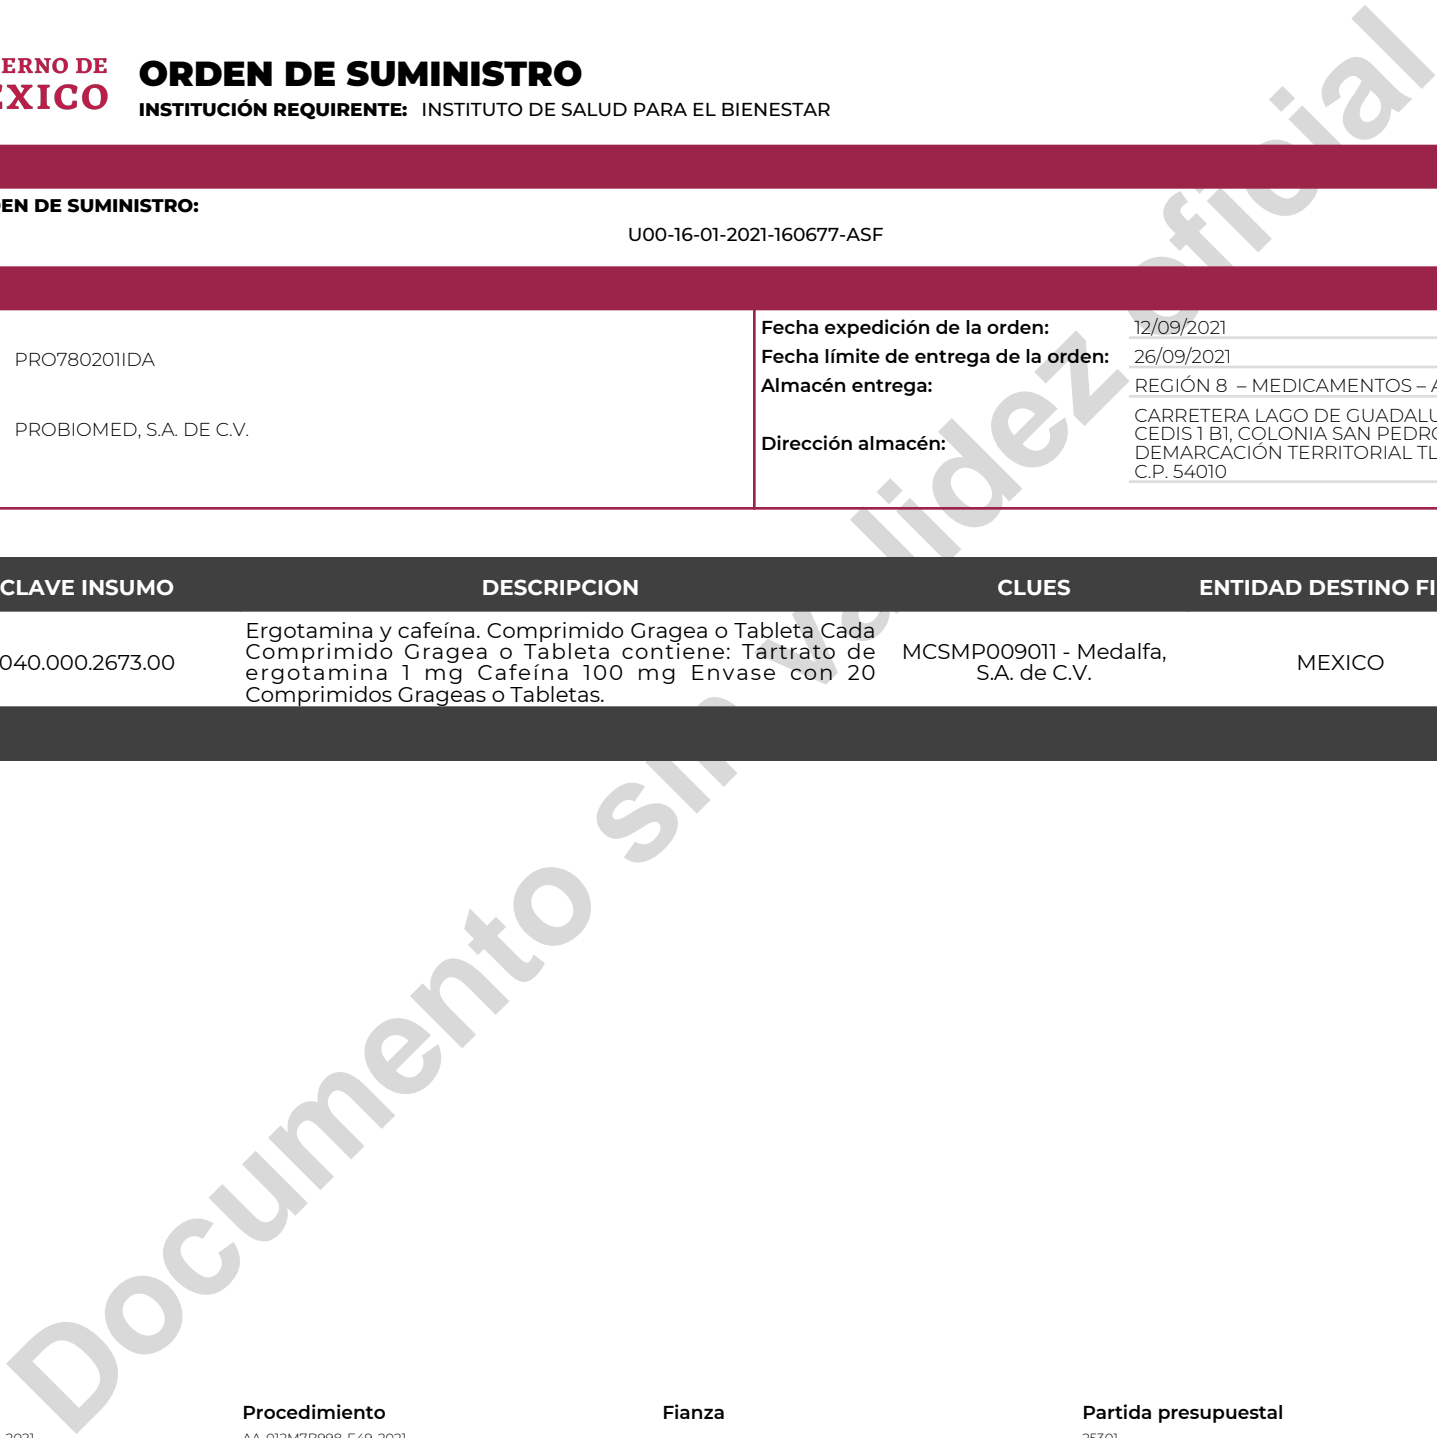 ERNO DE
EXICO
ORDEN DE SUMINISTRO
INSTITUCIÓN REQUIRENTE: INSTITUTO DE SALUD PARA EL BIENESTAR
EN DE SUMINISTRO:
U00-16-01-2021-160677-ASF
PRO780201IDA
PROBIOMED, S.A. DE C.V.
Fecha expedición de la orden: 12/09/2021
Fecha límite de entrega de la orden: 26/09/2021
Almacén entrega: REGIÓN 8 – MEDICAMENTOS – A
Dirección almacén:
CARRETERA LAGO DE GUADALU
CEDIS 1 B1, COLONIA SAN PEDRO
DEMARCACIÓN TERRITORIAL TL
C.P. 54010
CLAVE INSUMO DESCRIPCION CLUES ENTIDAD DESTINO FI
040.000.2673.00
Ergotamina y cafeína. Comprimido Gragea o Tableta Cada
Comprimido Gragea o Tableta contiene: Tartrato de
ergotamina 1 mg Cafeína 100 mg Envase con 20
Comprimidos Grageas o Tabletas.
MCSMP009011 - Medalfa,
S.A. de C.V.
MEXICO
Documento sin validez oficial
Procedimiento Fianza Partida presupuestal